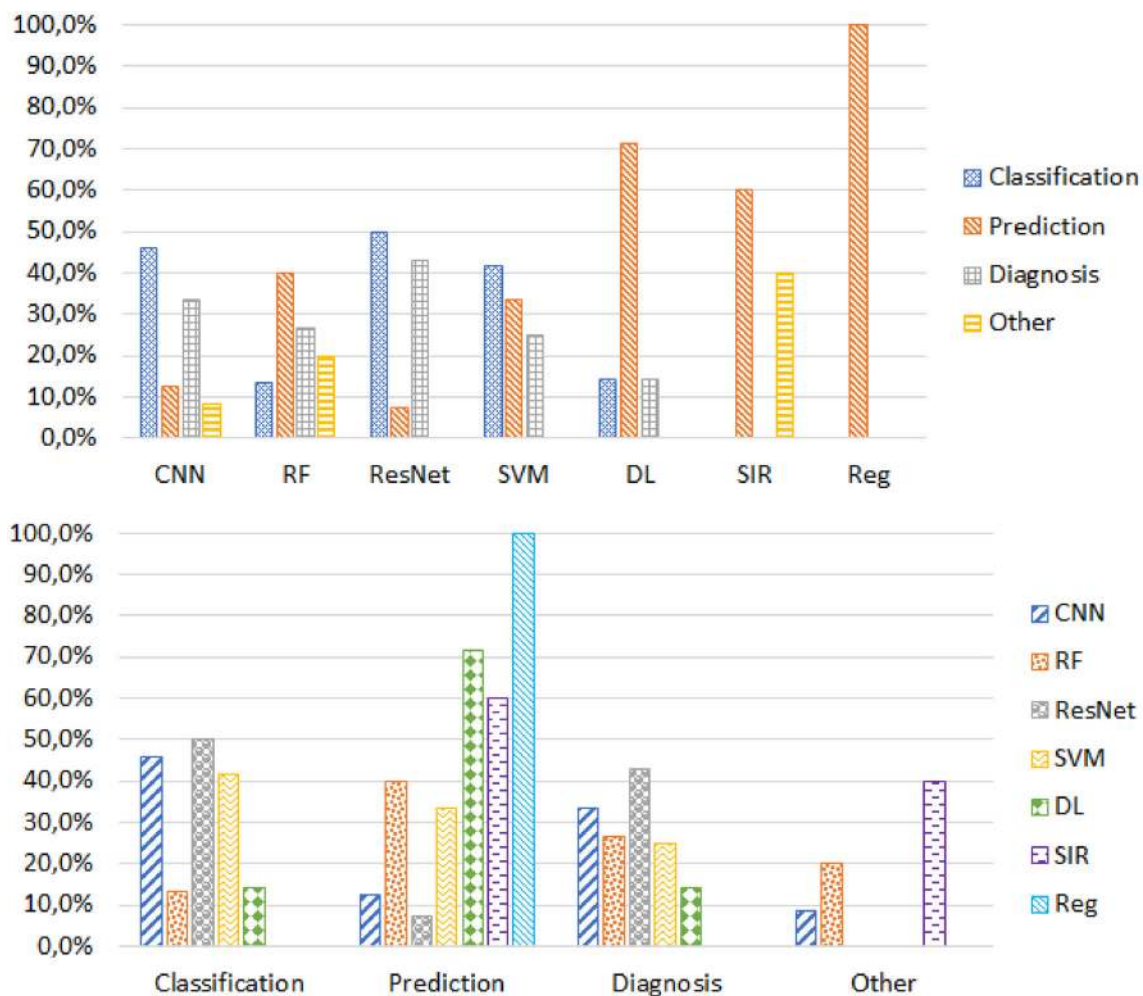 100,0%
90,0%
80,0%
70,0%
60,0%
50,0%
40,0%
30,0%
20,0%
10,0%
0,0%
CNN RF ResNet SVM DL SIR Reg
Classification
Prediction
Diagnosis
Other
100,0%
90,0%
80,0%
70,0%
60,0%
50,0%
40,0%
30,0%
20,0%
10,0%
0,0%
Classification Prediction Diagnosis Other
CNN
RF
ResNet
SVM
DL
SIR
Reg